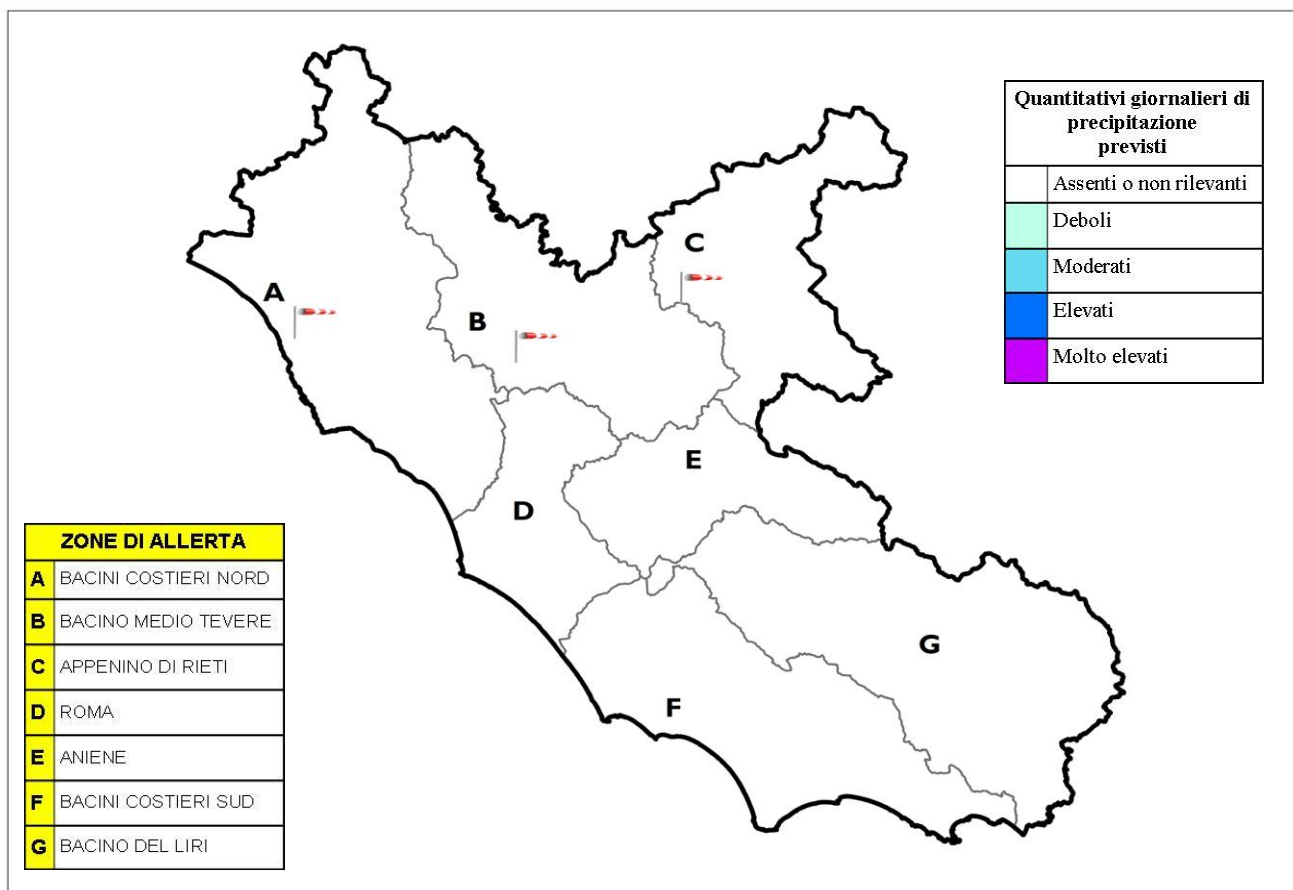 Quantitativi giornalieri di
precipitazione
previsti
Assenti o non rilevanti
Deboli
Moderati
Elevati
Molto elevati
C
A
B
E
D
G
F
ZONE DI ALLERTA
A BACINI COSTIERI NORD
B BACINO MEDIO TEVERE
C APPENINO DI RIETI
D ROMA
E ANIENE
F BACINI COSTIERI SUD
G BACINO DEL LIRI